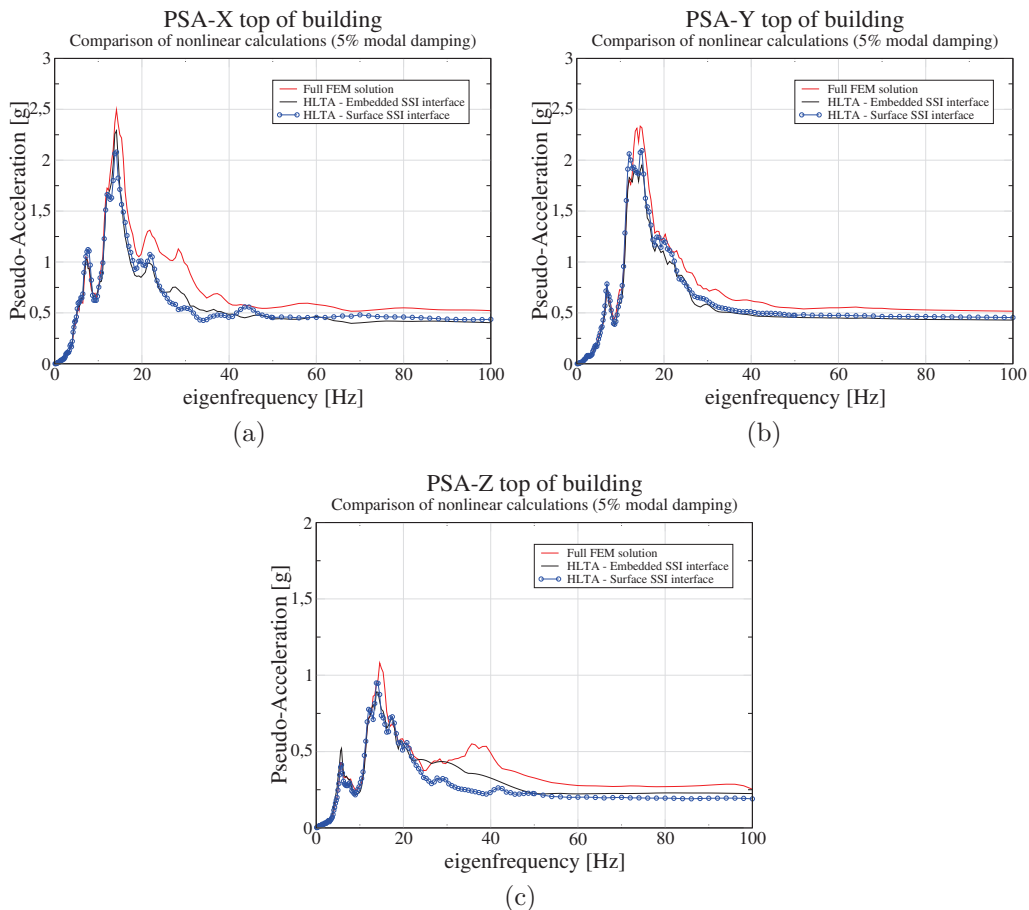 PSA-X top of building
Comparison of nonlinear calculations (5% modal damping)
3
2,5
2
1,5
1
0,5
0
Pseudo-Acceleration [g]
Full FEM solution
HLTA - Embedded SSI interface
HLTA - Surface SSI interface
0 20 40 60 80 100
eigenfrequency [Hz]
(a)
PSA-Y top of building
Comparison of nonlinear calculations (5% modal damping)
3
2,5
2
1,5
1
0,5
0
Pseudo-Acceleration [g]
Full FEM solution
HLTA - Embedded SSI interface
HLTA - Surface SSI interface
0 20 40 60 80 100
eigenfrequency [Hz]
(b)
PSA-Z top of building
Comparison of nonlinear calculations (5% modal damping)
2
1,5
1
0,5
0
Pseudo-Acceleration [g]
Full FEM solution
HLTA - Embedded SSI interface
HLTA - Surface SSI interface
0 20 40 60 80 100
eigenfrequency [Hz]
(c)